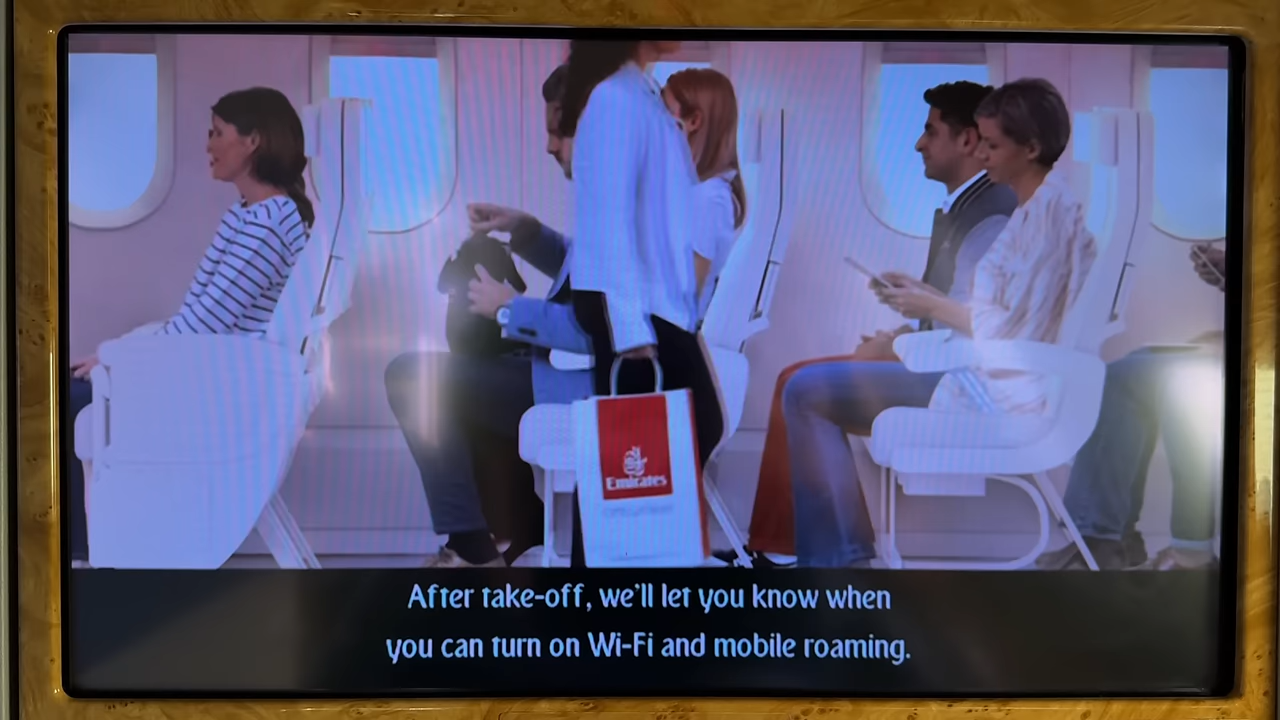 Emirates
After take-off, we'll let you know when
you can turn on Wi-Fi and mobile roaming.